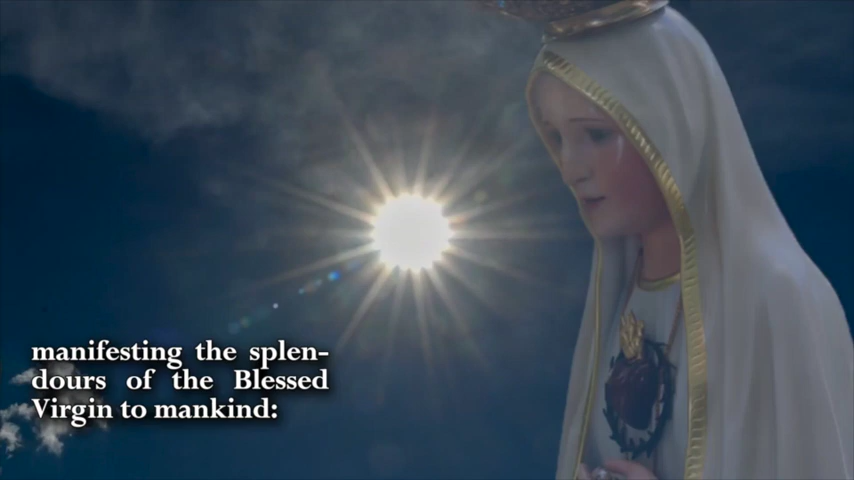 manifesting the splen-
dours of the Blessed
Virgin to mankind: